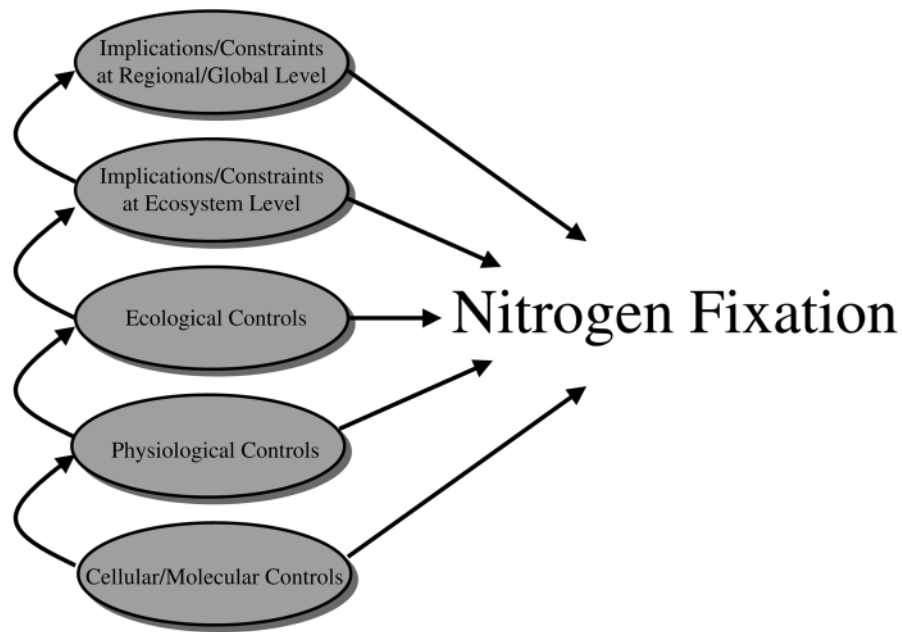 Implications/Constraints
at Regional/Global Level
Implications/Constraints
at Ecosystem Level
Ecological Controls
Nitrogen Fixation
Physiological Controls
Cellular/Molecular Controls